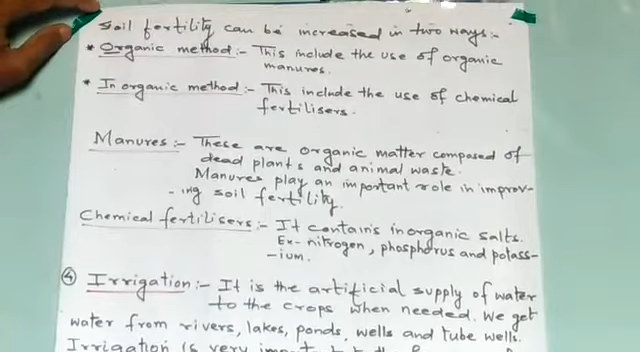 Soil fertility can be increased in two ways:-
* Organic method:- This include the use of organic
manures.
* In organic method:- This include the use of chemical
fertilisers.
Manures:- These are organic matter composed of
dead plants and animal waste.
Manures play an important role in improv-
-ing soil fertility.
Chemical fertilisers:- It contains inorganic salts.
Ex- nitrogen, phosphorus and potass-
-ium.
④ Irrigation:- It is the artificial supply of water
to the crops when needed. We get
water from rivers, lakes, ponds, wells and tube wells.
Irrigation is very